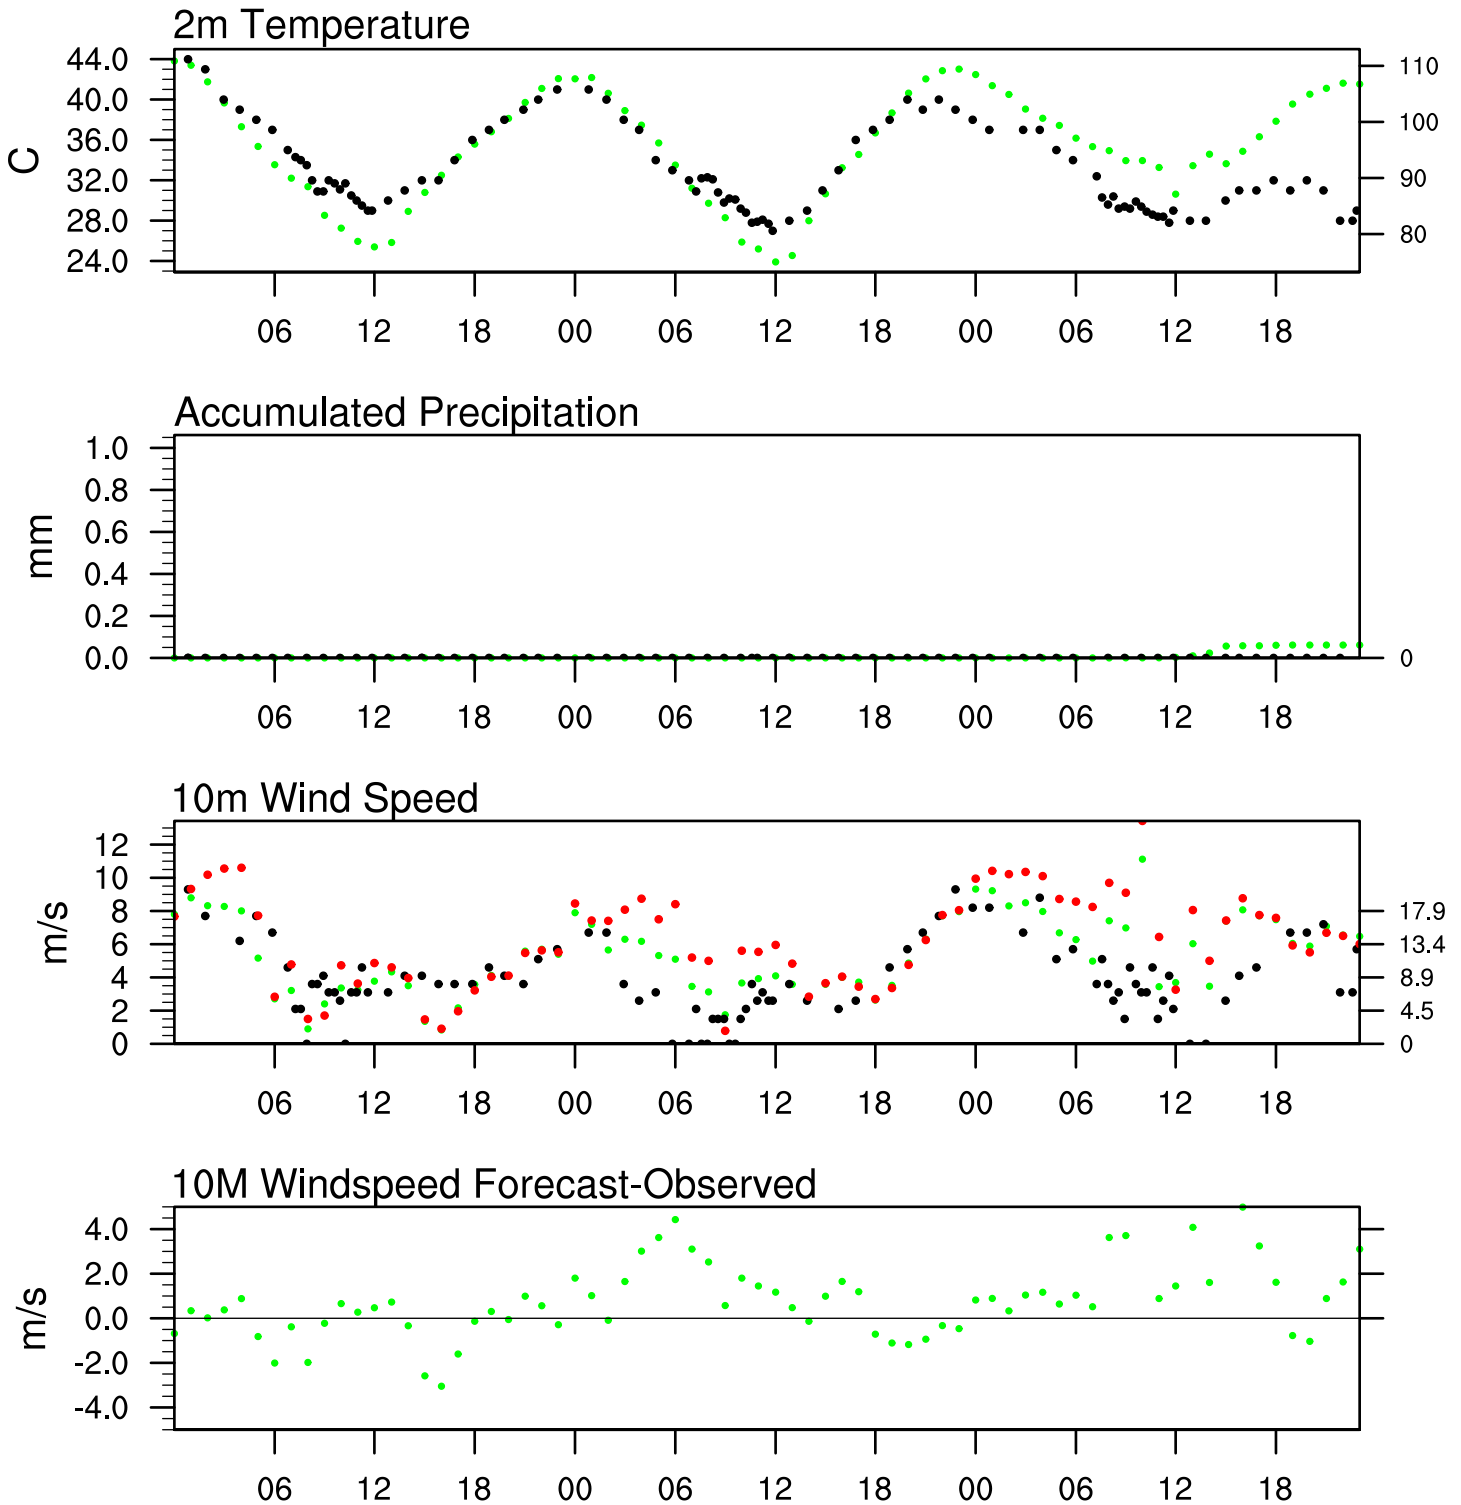 2m Temperature
44.0
40.0
36.0
32.0
28.0
24.0
C
110
100
90
80
06 12 18 00 06 12 18 00 06 12 18
Accumulated Precipitation
1.0
0.8
0.6
0.4
0.2
0.0
mm
0
06 12 18 00 06 12 18 00 06 12 18
10m Wind Speed
12
10
8
6
4
2
0
m/s
17.9
13.4
8.9
4.5
0
06 12 18 00 06 12 18 00 06 12 18
10M Windspeed Forecast-Observed
4.0
2.0
0.0
-2.0
-4.0
m/s
06 12 18 00 06 12 18 00 06 12 18